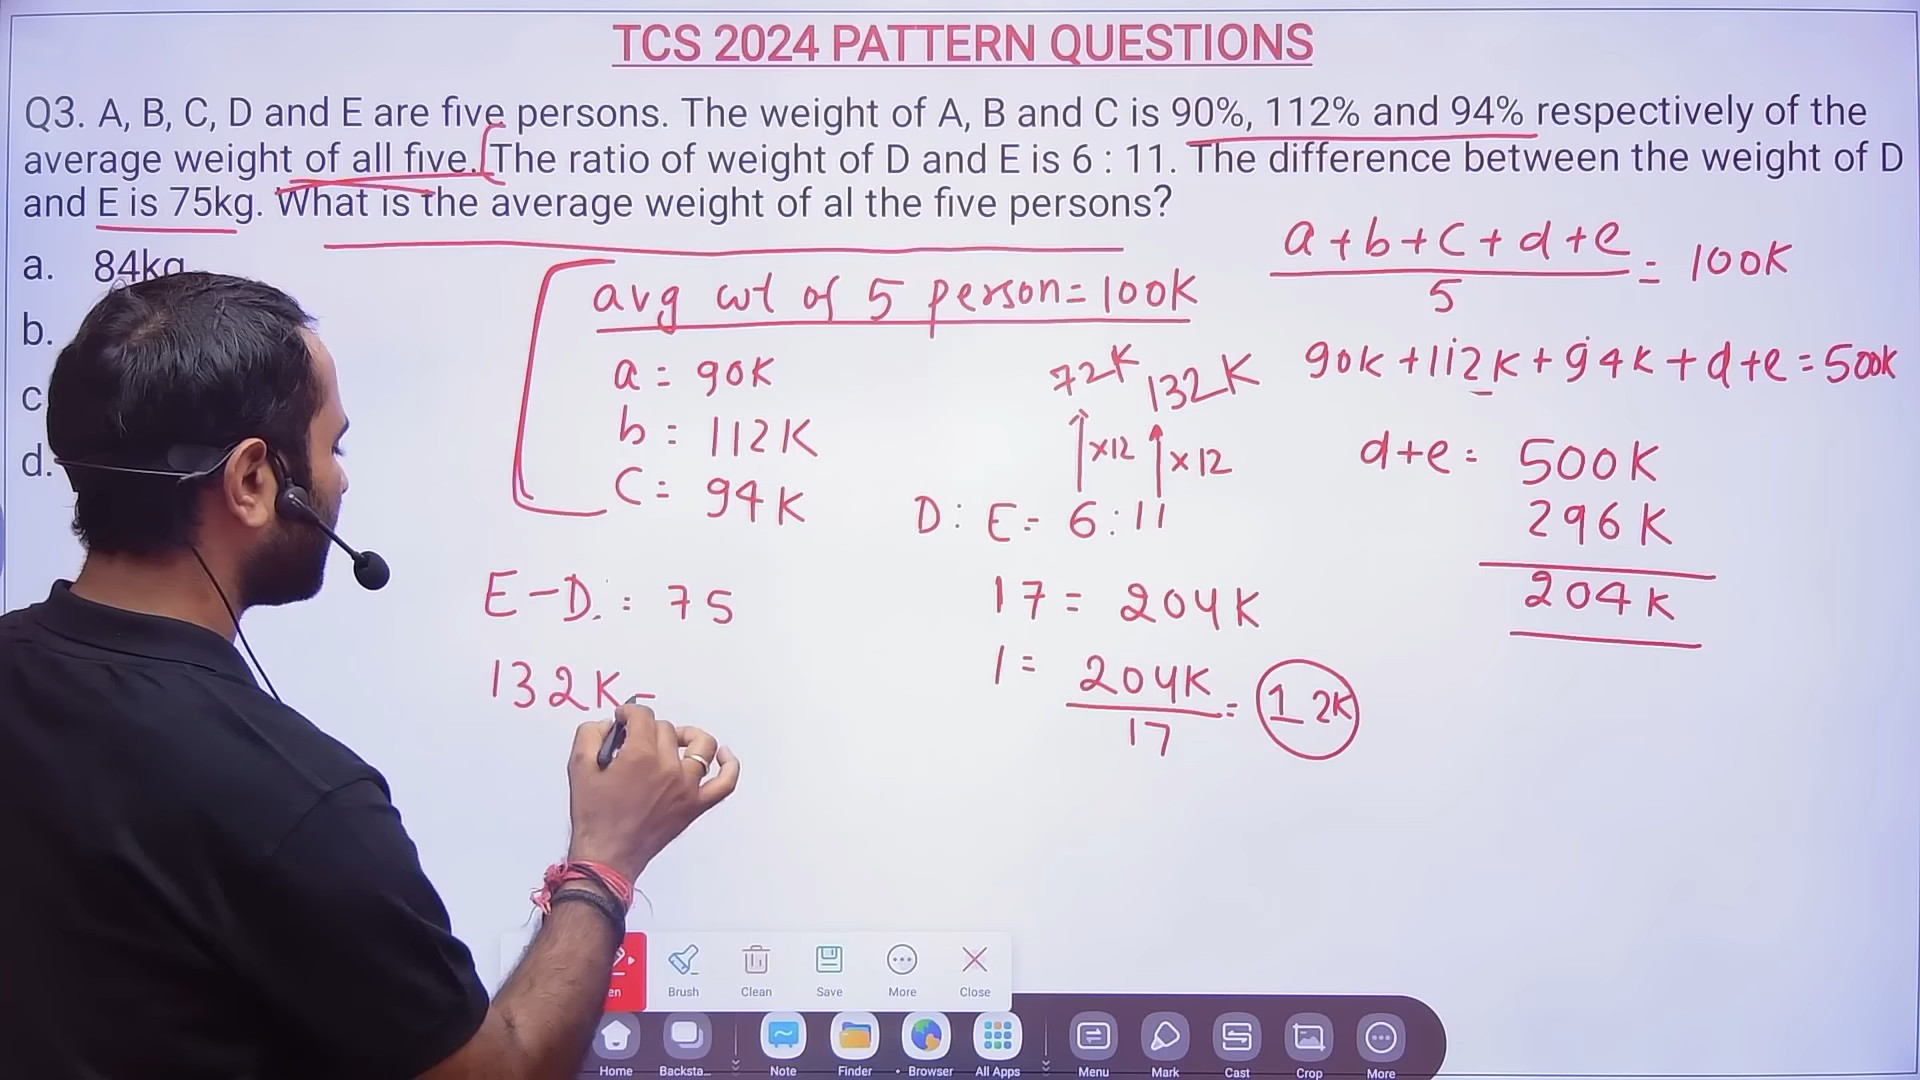 TCS 2024 PATTERN QUESTIONS
Q3. A, B, C, D and E are five persons. The weight of A, B and C is 90%, 112% and 94% respectively of the
average weight of all five. The ratio of weight of D and E is 6 : 11. The difference between the weight of D
and E is 75kg. What is the average weight of al the five persons?
a. 84kg
b.
c
d.
avg wt of 5 person = 100K
a = 90K
b = 112K
C = 94K
E - D. = 75
132K -
72K 132K
×12 ×12
D : E = 6 : 11
17 = 204K
1 = 204K
17
= 12K
a + b + c + d + e
5
= 100K
90K + 112K + 94K + d + e = 500K
d + e = 500K
296K
204K
en Brush Clean Save More Close
Home Backsta... Note Finder • Browser All Apps Menu Mark Cast Crop More